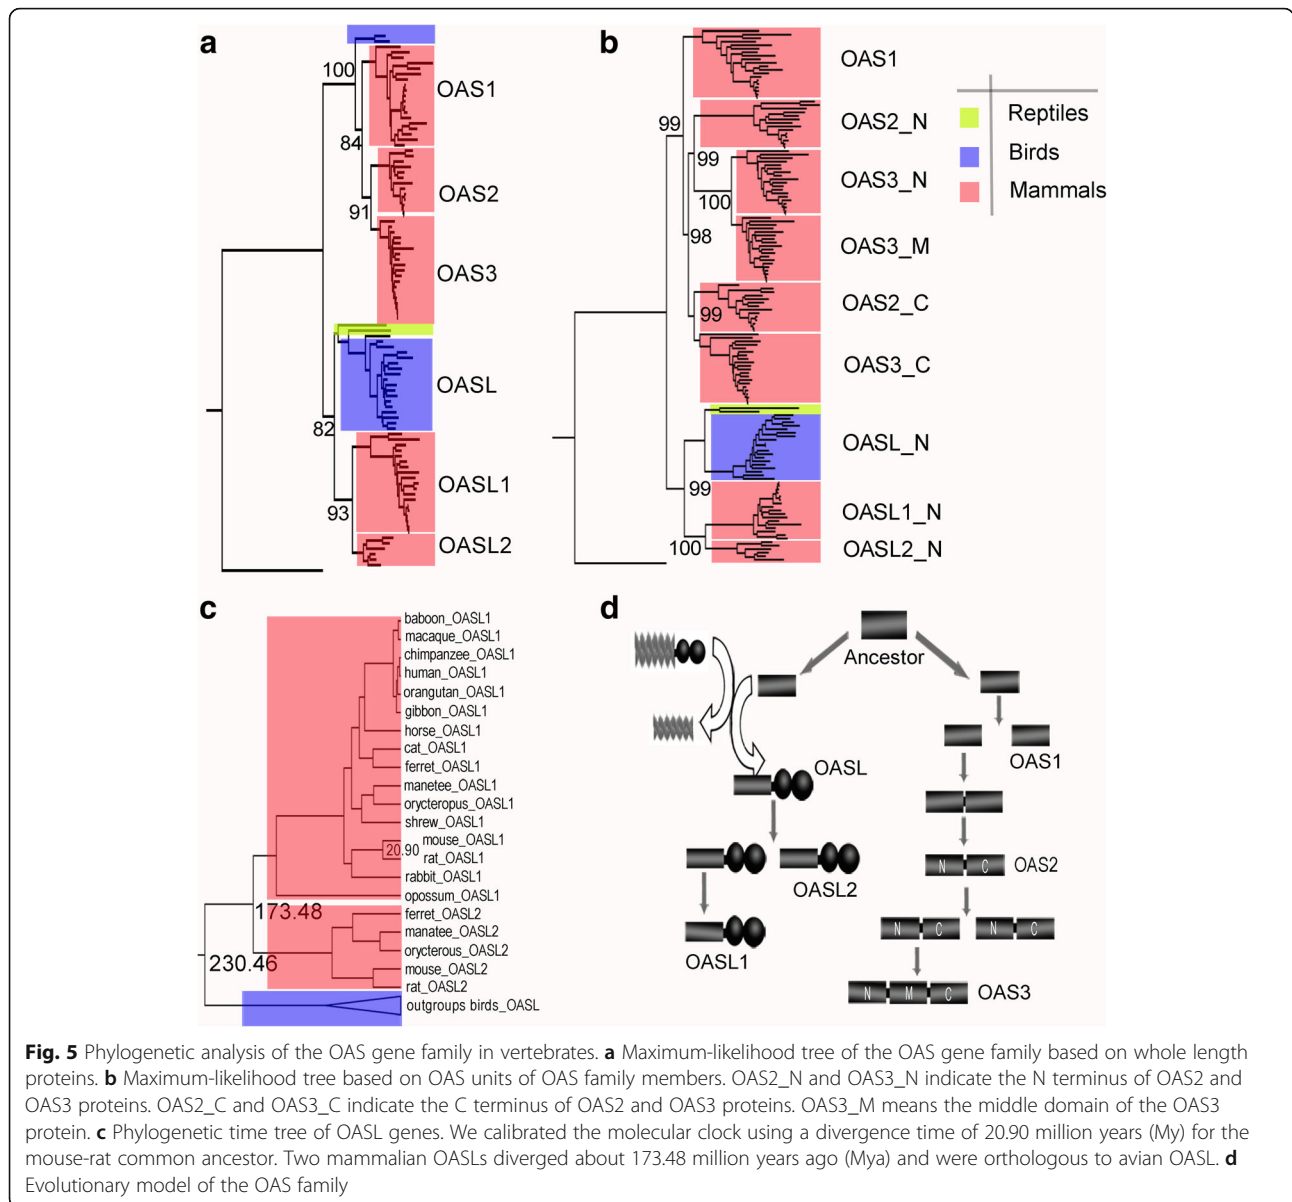 a
100
OAS1
84
OAS2
91
OAS3
OASL
82
OASL1
93
OASL2
b
OAS1
99
OAS2_N
99
OAS3_N
100
98
OAS3_M
OAS2_C
99
OAS3_C
OASL_N
99
OASL1_N
100
OASL2_N
Reptiles
Birds
Mammals
c
baboon_OASL1
macaque_OASL1
chimpanzee_OASL1
human_OASL1
orangutan_OASL1
gibbon_OASL1
horse_OASL1
cat_OASL1
ferret_OASL1
manetee_OASL1
orycteropus_OASL1
shrew_OASL1
mouse_OASL1
20.90
rat_OASL1
rabbit_OASL1
opossum_OASL1
173.48
ferret_OASL2
manatee_OASL2
orycterous_OASL2
230.46
mouse_OASL2
rat_OASL2
outgroups birds_OASL
d
Ancestor
OASL
OAS1
OASL2
N C OAS2
OASL1
N C N C
N M C OAS3
Fig. 5 Phylogenetic analysis of the OAS gene family in vertebrates. a Maximum-likelihood tree of the OAS gene family based on whole length
proteins. b Maximum-likelihood tree based on OAS units of OAS family members. OAS2_N and OAS3_N indicate the N terminus of OAS2 and
OAS3 proteins. OAS2_C and OAS3_C indicate the C terminus of OAS2 and OAS3 proteins. OAS3_M means the middle domain of the OAS3
protein. c Phylogenetic time tree of OASL genes. We calibrated the molecular clock using a divergence time of 20.90 million years (My) for the
mouse-rat common ancestor. Two mammalian OASLs diverged about 173.48 million years ago (Mya) and were orthologous to avian OASL. d
Evolutionary model of the OAS family